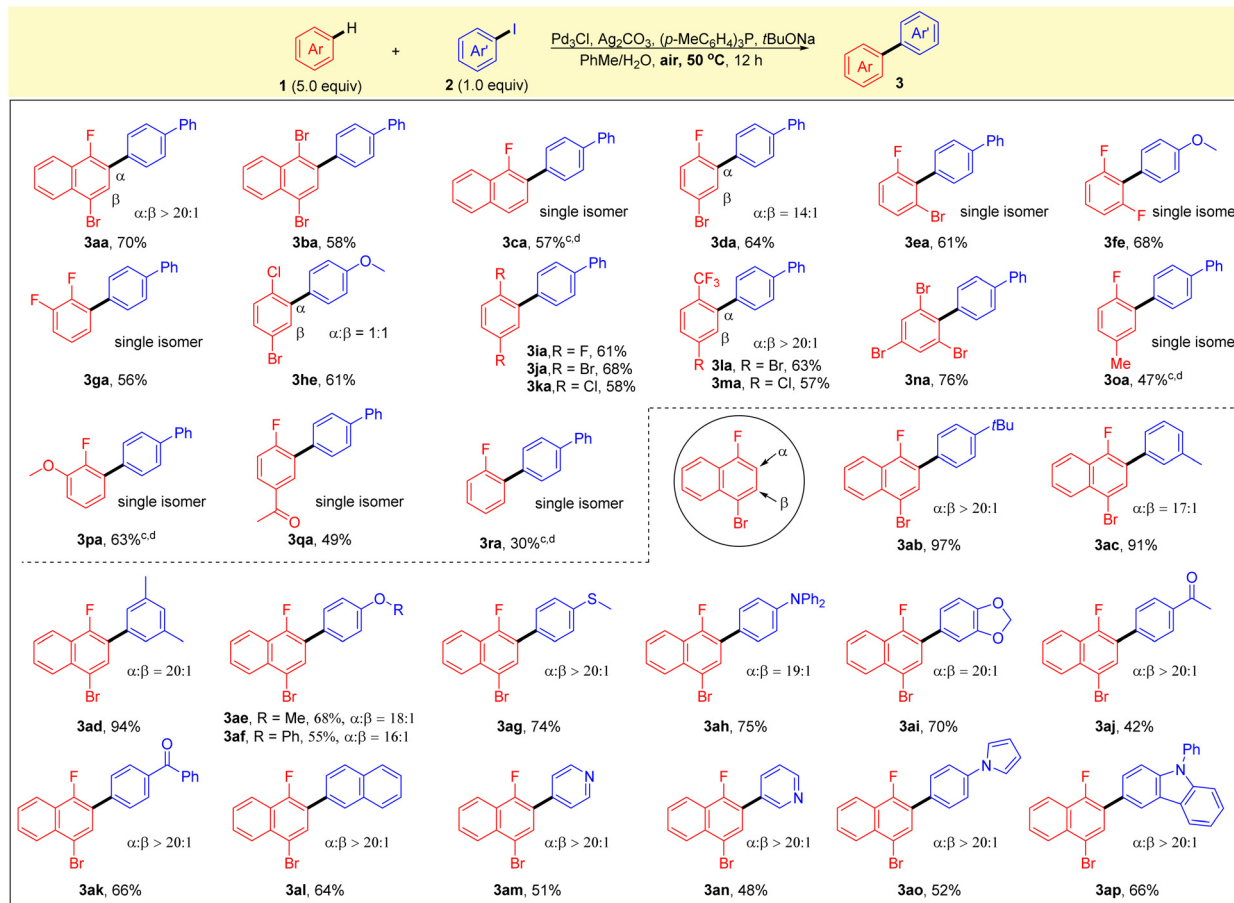 H
Ar
1 (5.0 equiv)
+
I
Ar'
2 (1.0 equiv)
Pd₃Cl, Ag₂CO₃, (p-MeC₆H₄)₃P, tBuONa
PhMe/H₂O, air, 50 °C, 12 h
Ar
Ar'
3
F
Ph
α
β
Br
α:β > 20:1
3aa, 70%
Br
Ph
Br
3ba, 58%
F
Ph
single isomer
3ca, 57%c,d
F
Ph
α
β
Br
α:β = 14:1
3da, 64%
F
Ph
Br
single isomer
3ea, 61%
F
O
F
single isomer
3fe, 68%
F
F
Ph
single isomer
3ga, 56%
Cl
O
α
β
Br
α:β = 1:1
3he, 61%
R
Ph
R
3ia,R = F, 61%
3ja, R = Br, 68%
3ka, R = Cl, 58%
CF₃
Ph
α
β
R
α:β > 20:1
3la, R = Br, 63%
3ma, R = Cl, 57%
Br
Ph
Br
Br
3na, 76%
F
Ph
Me
single isomer
3oa, 47%c,d
O
F
Ph
single isomer
3pa, 63%c,d
F
Ph
O
single isomer
3qa, 49%
F
Ph
single isomer
3ra, 30%c,d
F
α
β
Br
F
tBu
Br
α:β > 20:1
3ab, 97%
F
Br
α:β = 17:1
3ac, 91%
F
Br
α:β = 20:1
3ad, 94%
F
O
R
Br
3ae, R = Me, 68%, α:β = 18:1
3af, R = Ph, 55%, α:β = 16:1
F
S
Br
α:β > 20:1
3ag, 74%
F
NPh₂
Br
α:β = 19:1
3ah, 75%
F
O
O
Br
α:β = 20:1
3ai, 70%
F
O
Br
α:β > 20:1
3aj, 42%
F
O
Ph
Br
α:β > 20:1
3ak, 66%
F
Br
α:β > 20:1
3al, 64%
F
N
Br
α:β > 20:1
3am, 51%
F
N
Br
α:β > 20:1
3an, 48%
F
N
Br
α:β > 20:1
3ao, 52%
F
Ph
N
Br
α:β > 20:1
3ap, 66%